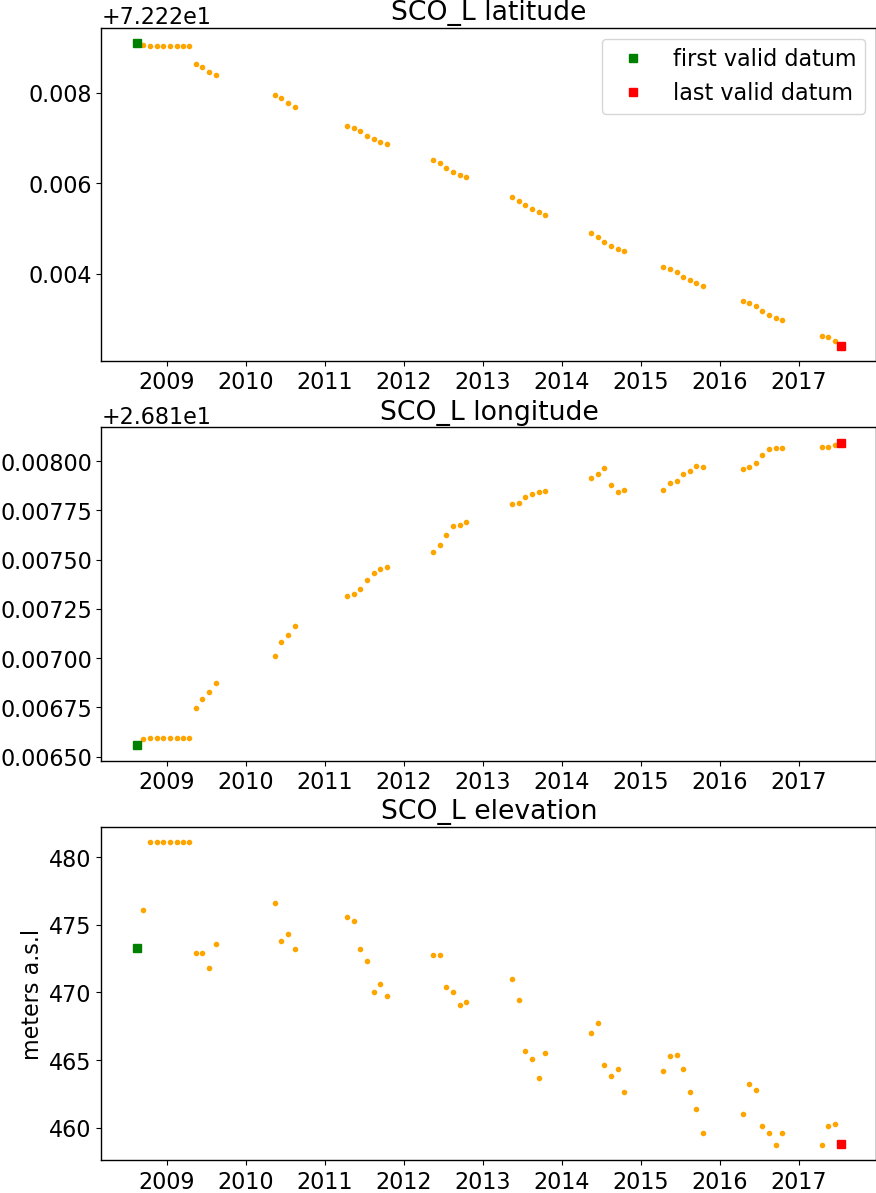 SCO_L latitude
+7.222e1
first valid datum
last valid datum
0.008
0.006
0.004
2009 2010 2011 2012 2013 2014 2015 2016 2017
SCO_L longitude
+2.681e1
0.00800
0.00775
0.00750
0.00725
0.00700
0.00675
0.00650
2009 2010 2011 2012 2013 2014 2015 2016 2017
SCO_L elevation
meters a.s.l
480
475
470
465
460
2009 2010 2011 2012 2013 2014 2015 2016 2017